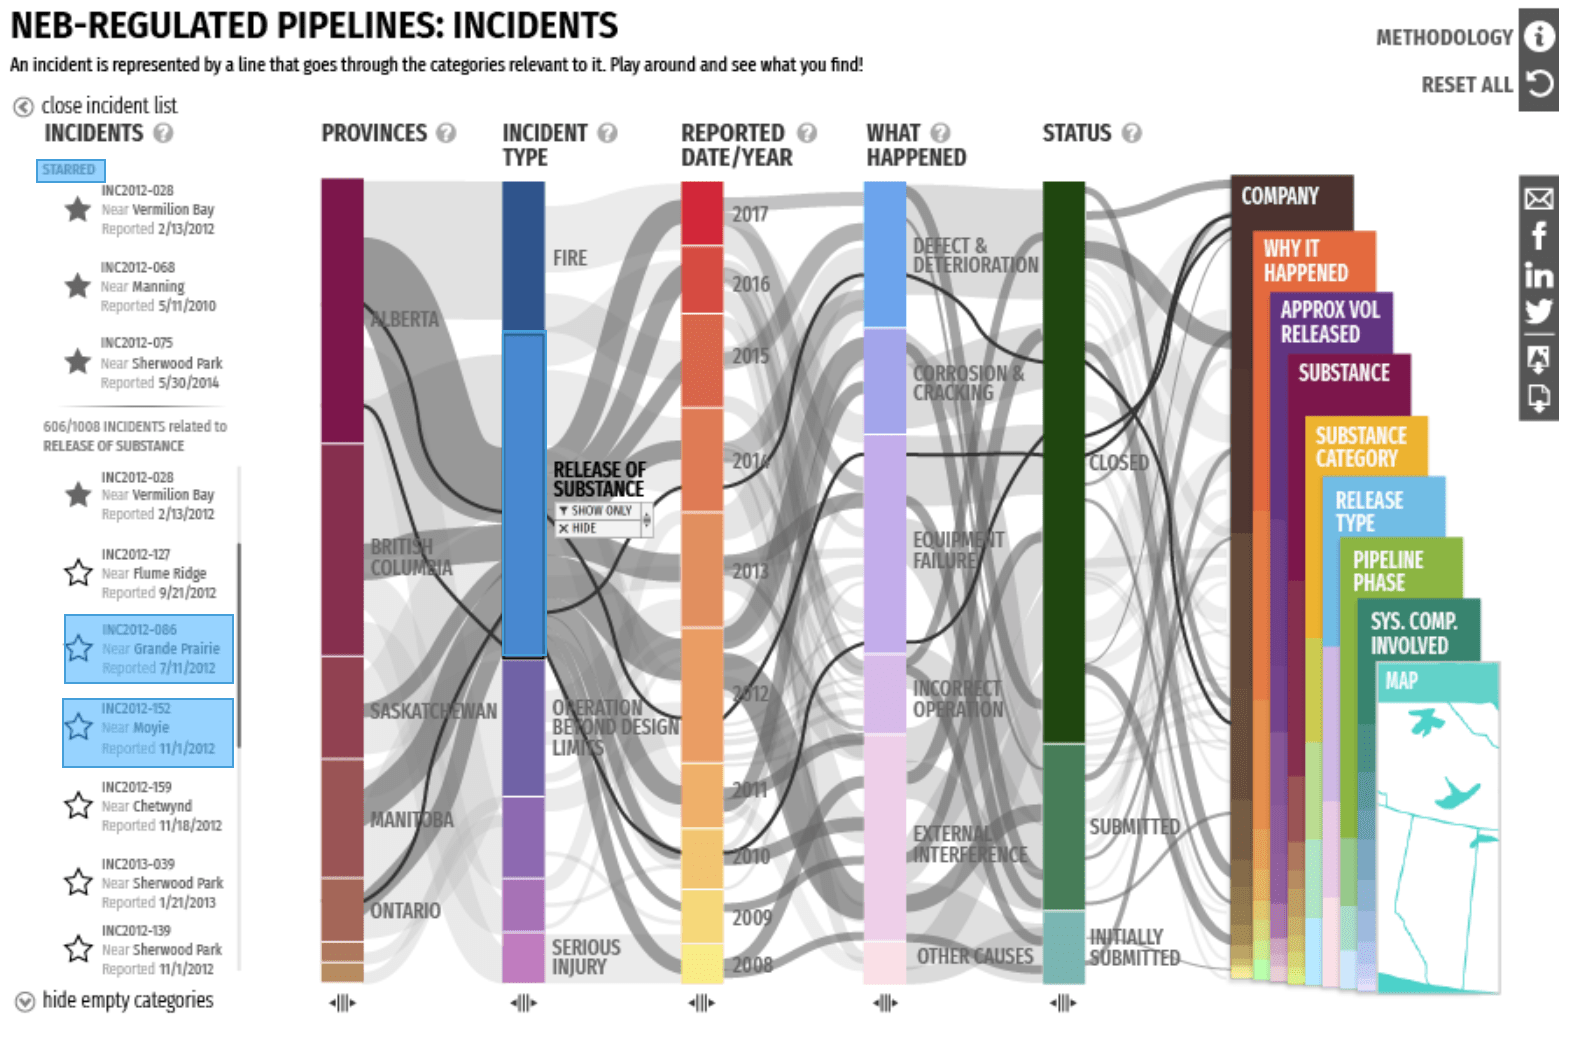 NEB-REGULATED PIPELINES: INCIDENTS
An incident is represented by a line that goes through the categories relevant to it. Play around and see what you find!
METHODOLOGY
RESET ALL
close incident list
INCIDENTS ?
STARRED
INC2012-028
Near Vermilion Bay
Reported 2/13/2012
INC2012-068
Near Manning
Reported 5/11/2010
INC2012-075
Near Sherwood Park
Reported 5/30/2014
606/1008 INCIDENTS related to
RELEASE OF SUBSTANCE
INC2012-028
Near Vermilion Bay
Reported 2/13/2012
INC2012-127
Near Flume Ridge
Reported 9/21/2012
INC2012-086
Near Grande Prairie
Reported 7/11/2012
INC2012-152
Near Moyie
Reported 11/1/2012
INC2012-159
Near Chetwynd
Reported 11/18/2012
INC2013-039
Near Sherwood Park
Reported 1/21/2013
INC2012-139
Near Sherwood Park
Reported 11/1/2012
hide empty categories
PROVINCES ?
ALBERTA
BRITISH
COLUMBIA
SASKATCHEWAN
MANITOBA
ONTARIO
INCIDENT ?
TYPE
FIRE
RELEASE OF
SUBSTANCE
SHOW ONLY
HIDE
OPERATION
BEYOND DESIGN
LIMITS
SERIOUS
INJURY
REPORTED ?
DATE/YEAR
2017
2016
2015
2014
2013
2012
2011
2010
2009
2008
WHAT ?
HAPPENED
DEFECT &
DETERIORATION
CORROSION &
CRACKING
EQUIPMENT
FAILURE
INCORRECT
OPERATION
EXTERNAL
INTERFERENCE
OTHER CAUSES
STATUS ?
CLOSED
SUBMITTED
INITIALLY
SUBMITTED
COMPANY
WHY IT
HAPPENED
APPROX VOL
RELEASED
SUBSTANCE
SUBSTANCE
CATEGORY
RELEASE
TYPE
PIPELINE
PHASE
SYS. COMP.
INVOLVED
MAP